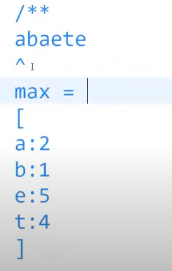 /**
abaete
^
max =
[
a:2
b:1
e:5
t:4
]